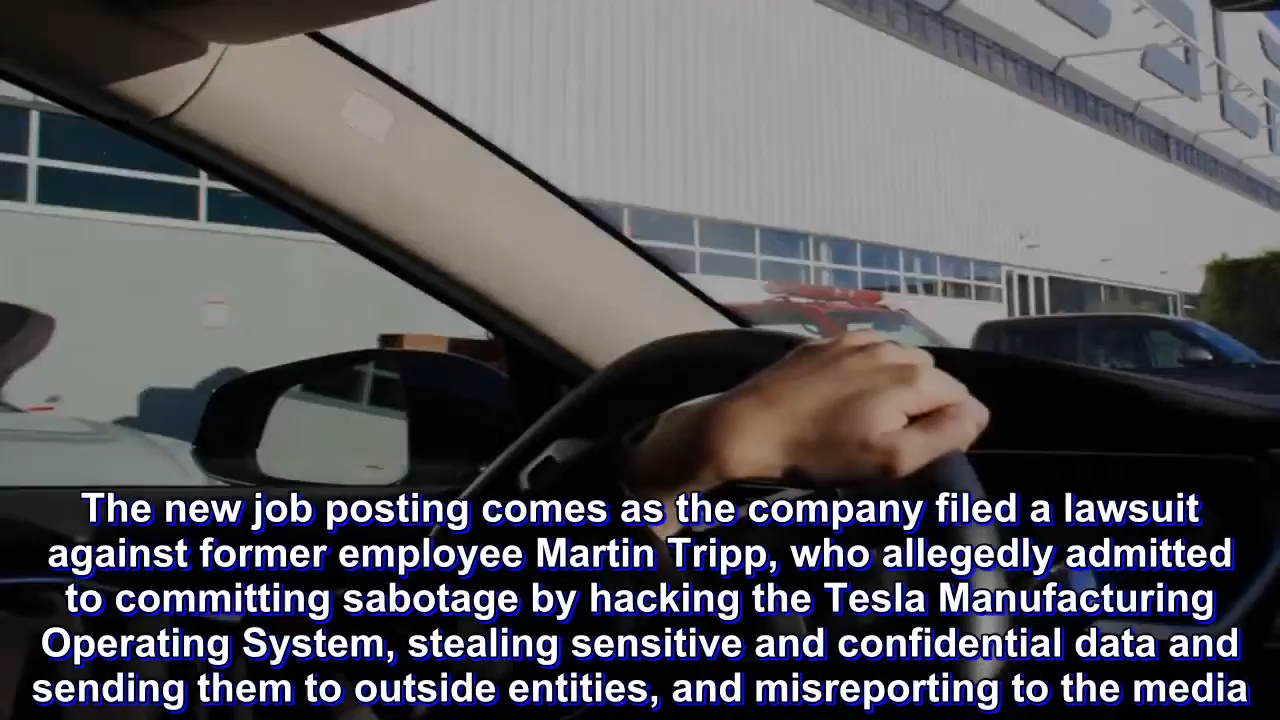 The new job posting comes as the company filed a lawsuit
against former employee Martin Tripp, who allegedly admitted
to committing sabotage by hacking the Tesla Manufacturing
Operating System, stealing sensitive and confidential data and
sending them to outside entities, and misreporting to the media